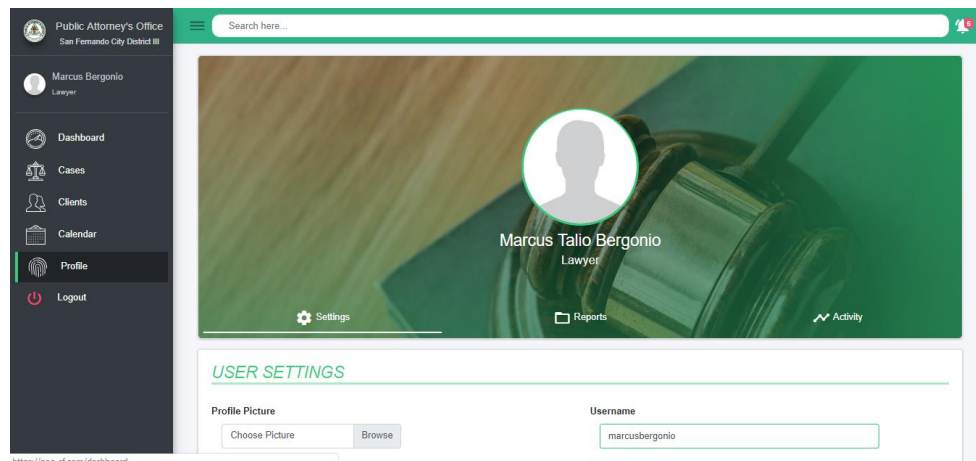 Public Attorney's Office
San Fernando City District III
Search here...
6
Marcus Bergonio
Lawyer
Dashboard
Cases
Clients
Calendar
Profile
Logout
Marcus Talio Bergonio
Lawyer
Settings
Reports
Activity
USER SETTINGS
Profile Picture
Username
Choose Picture
Browse
marcusbergonio